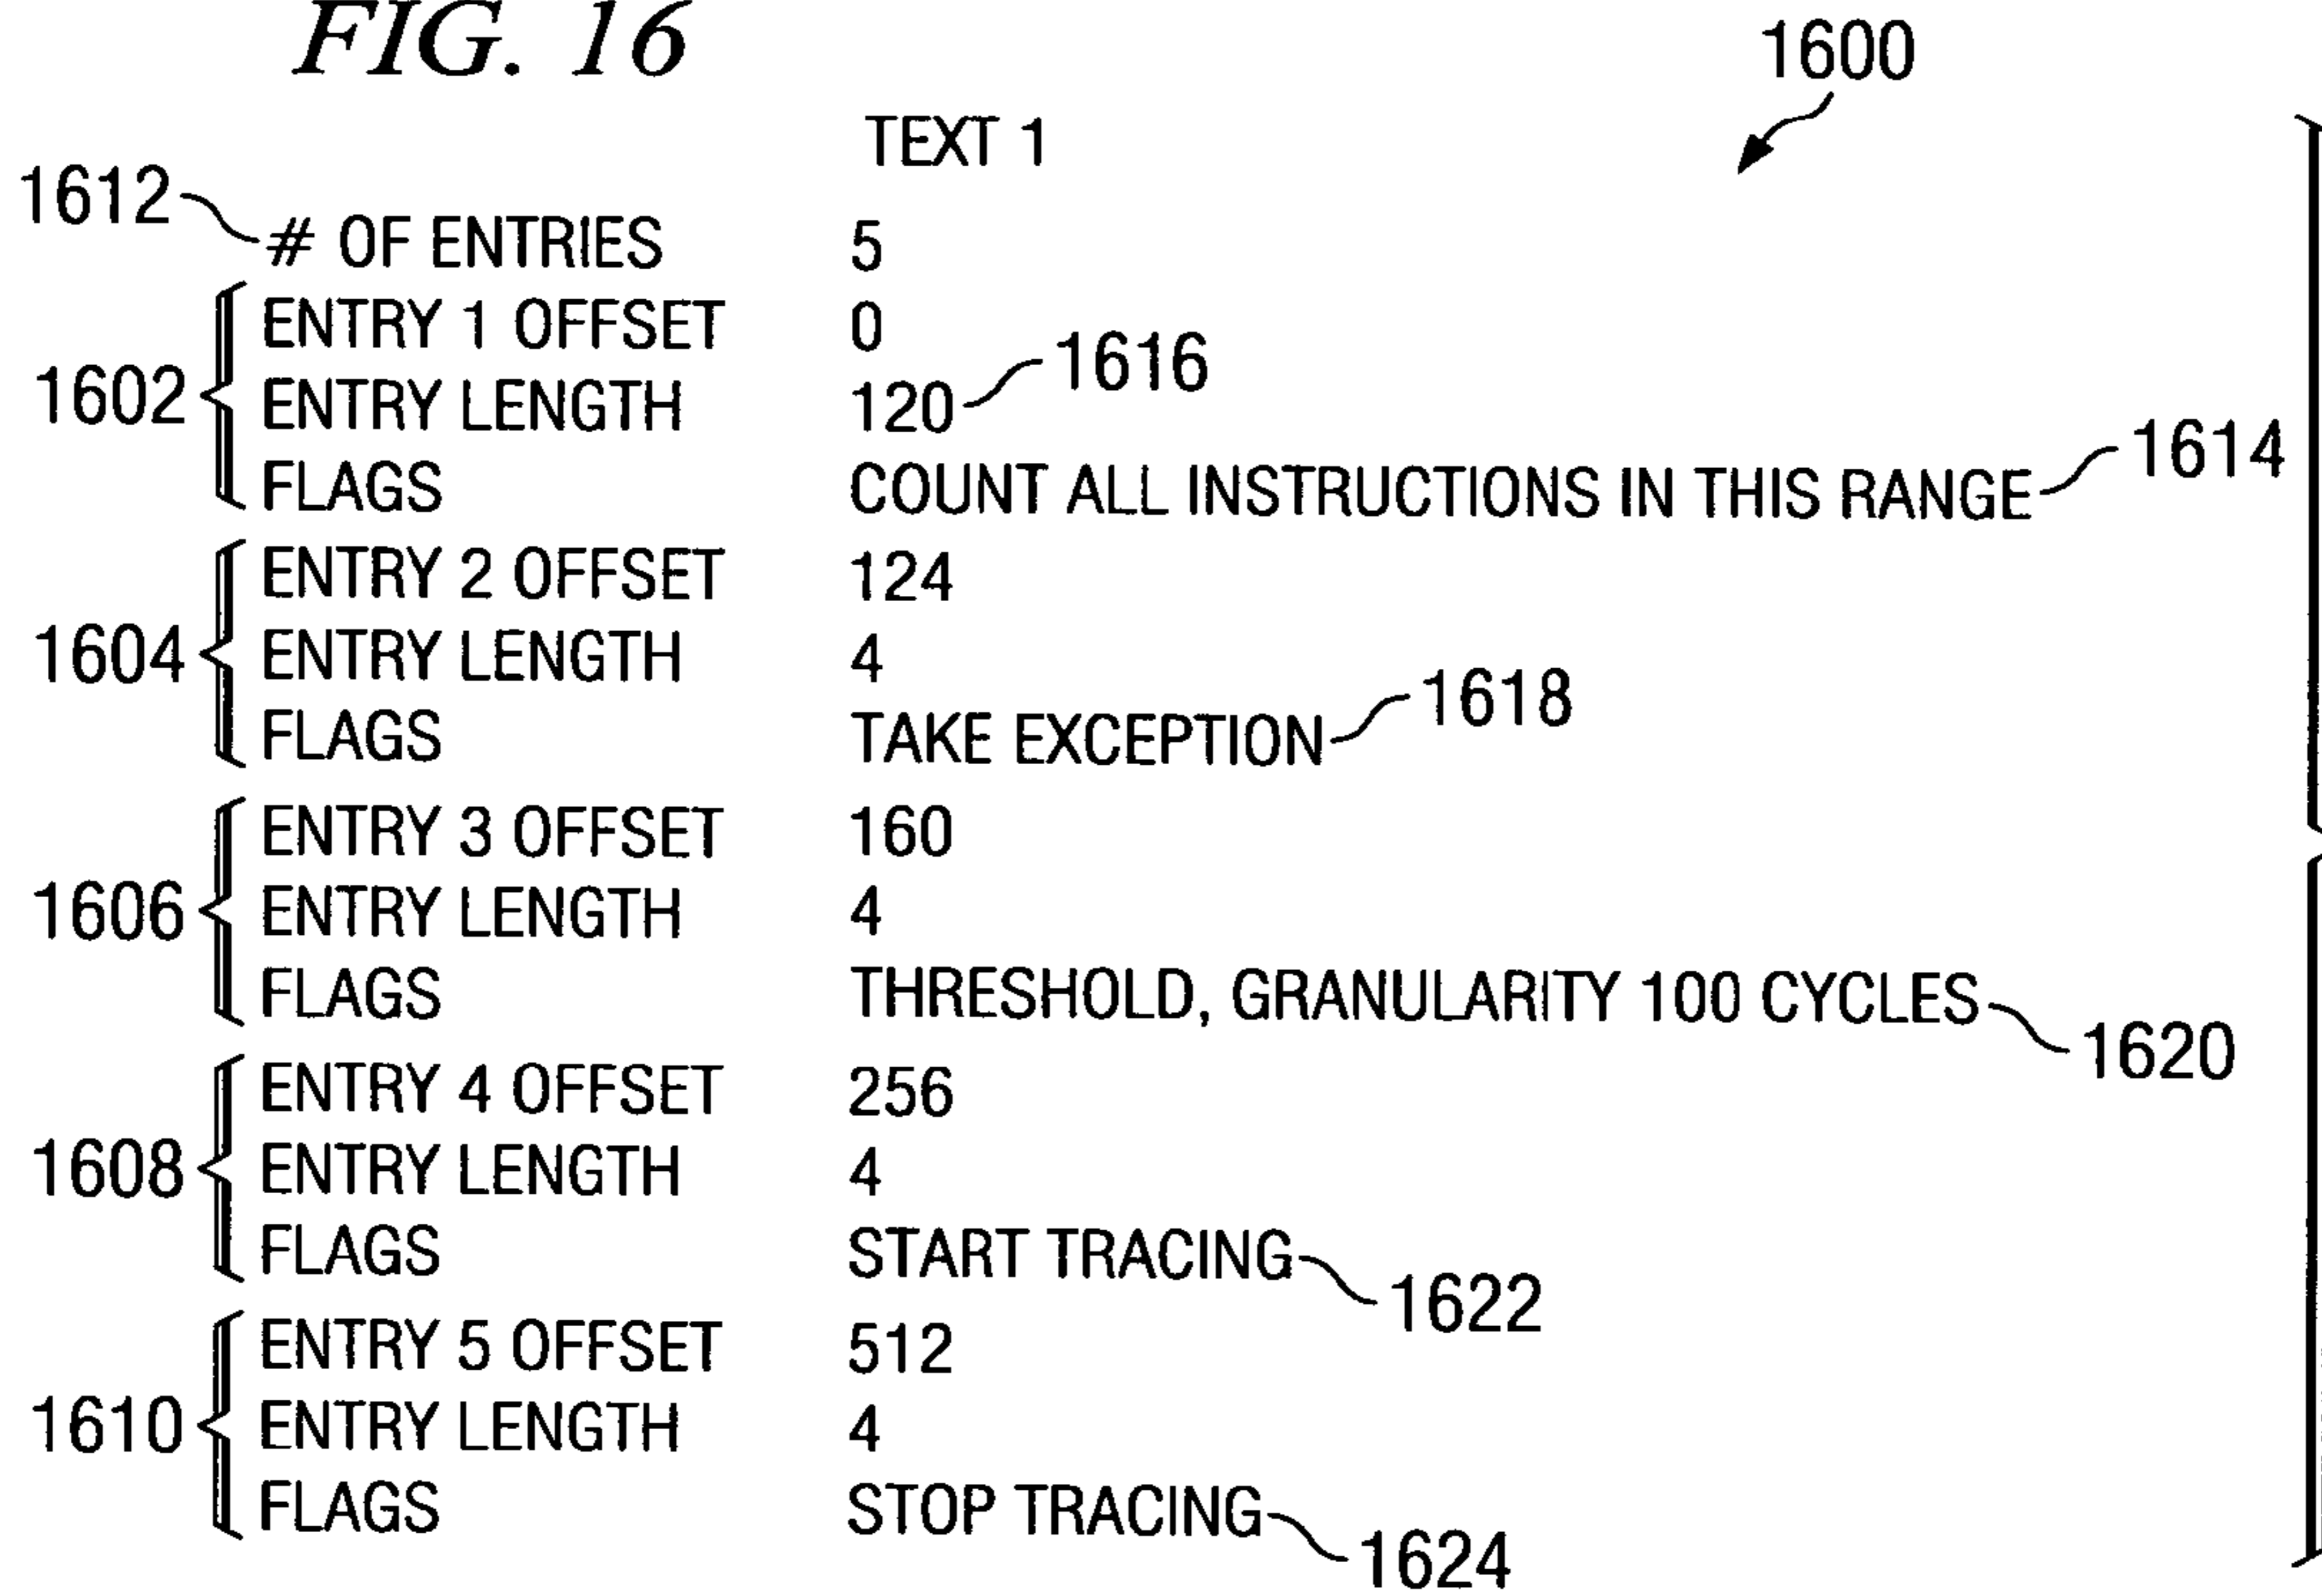 FIG. 16
1600
TEXT 1
1612
# OF ENTRIES 5
ENTRY 1 OFFSET 0
1602 ENTRY LENGTH 120 1616
FLAGS COUNT ALL INSTRUCTIONS IN THIS RANGE 1614
ENTRY 2 OFFSET 124
1604 ENTRY LENGTH 4
FLAGS TAKE EXCEPTION 1618
ENTRY 3 OFFSET 160
1606 ENTRY LENGTH 4
FLAGS THRESHOLD, GRANULARITY 100 CYCLES 1620
ENTRY 4 OFFSET 256
1608 ENTRY LENGTH 4
FLAGS START TRACING 1622
ENTRY 5 OFFSET 512
1610 ENTRY LENGTH 4
FLAGS STOP TRACING 1624